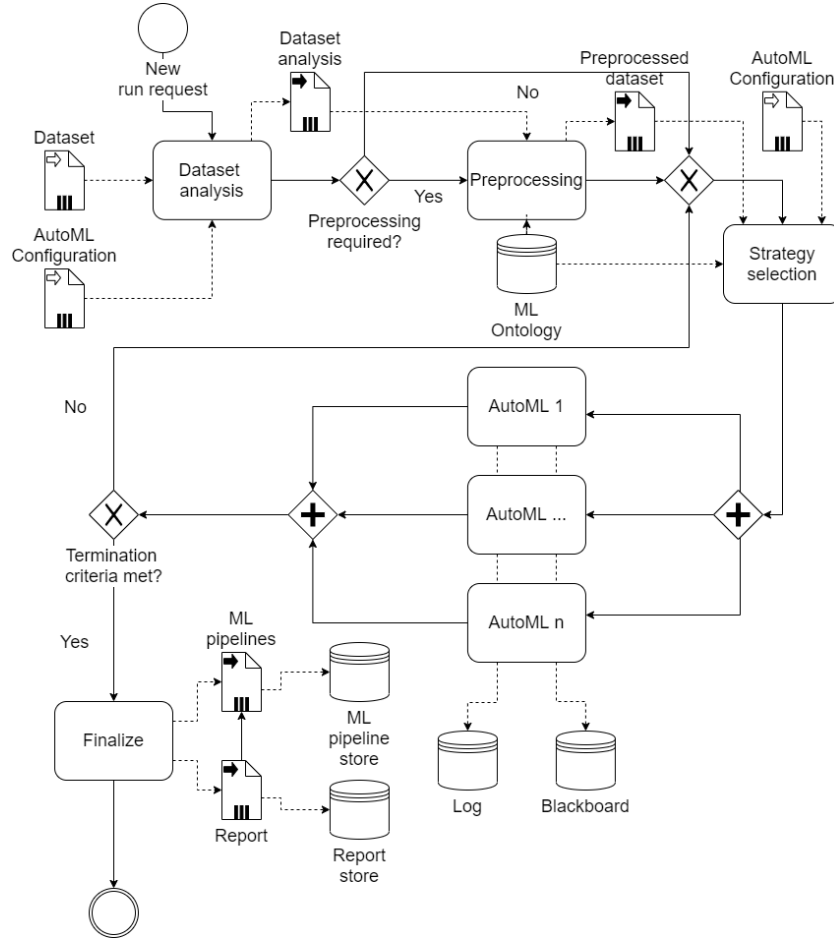 New
run request
Dataset
analysis
Preprocessed
dataset
AutoML
Configuration
No
Dataset
Dataset
analysis
Yes
Preprocessing
Preprocessing
required?
AutoML
Configuration
Strategy
selection
ML
Ontology
No
AutoML 1
AutoML ...
AutoML n
Termination
criteria met?
Yes
ML
pipelines
Finalize
ML
pipeline
store
Log
Blackboard
Report
Report
store